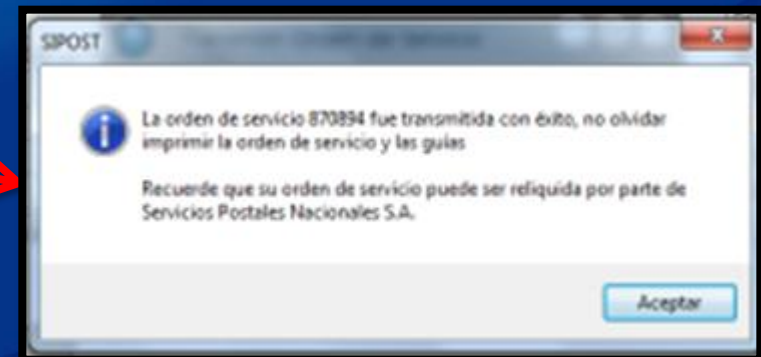 SIPOST
La orden de servicio 870894 fue transmitida con éxito, no olvidar
imprimir la orden de servicio y las guías
Recuerde que su orden de servicio puede ser reliquida por parte de
Servicios Postales Nacionales S.A.
Aceptar